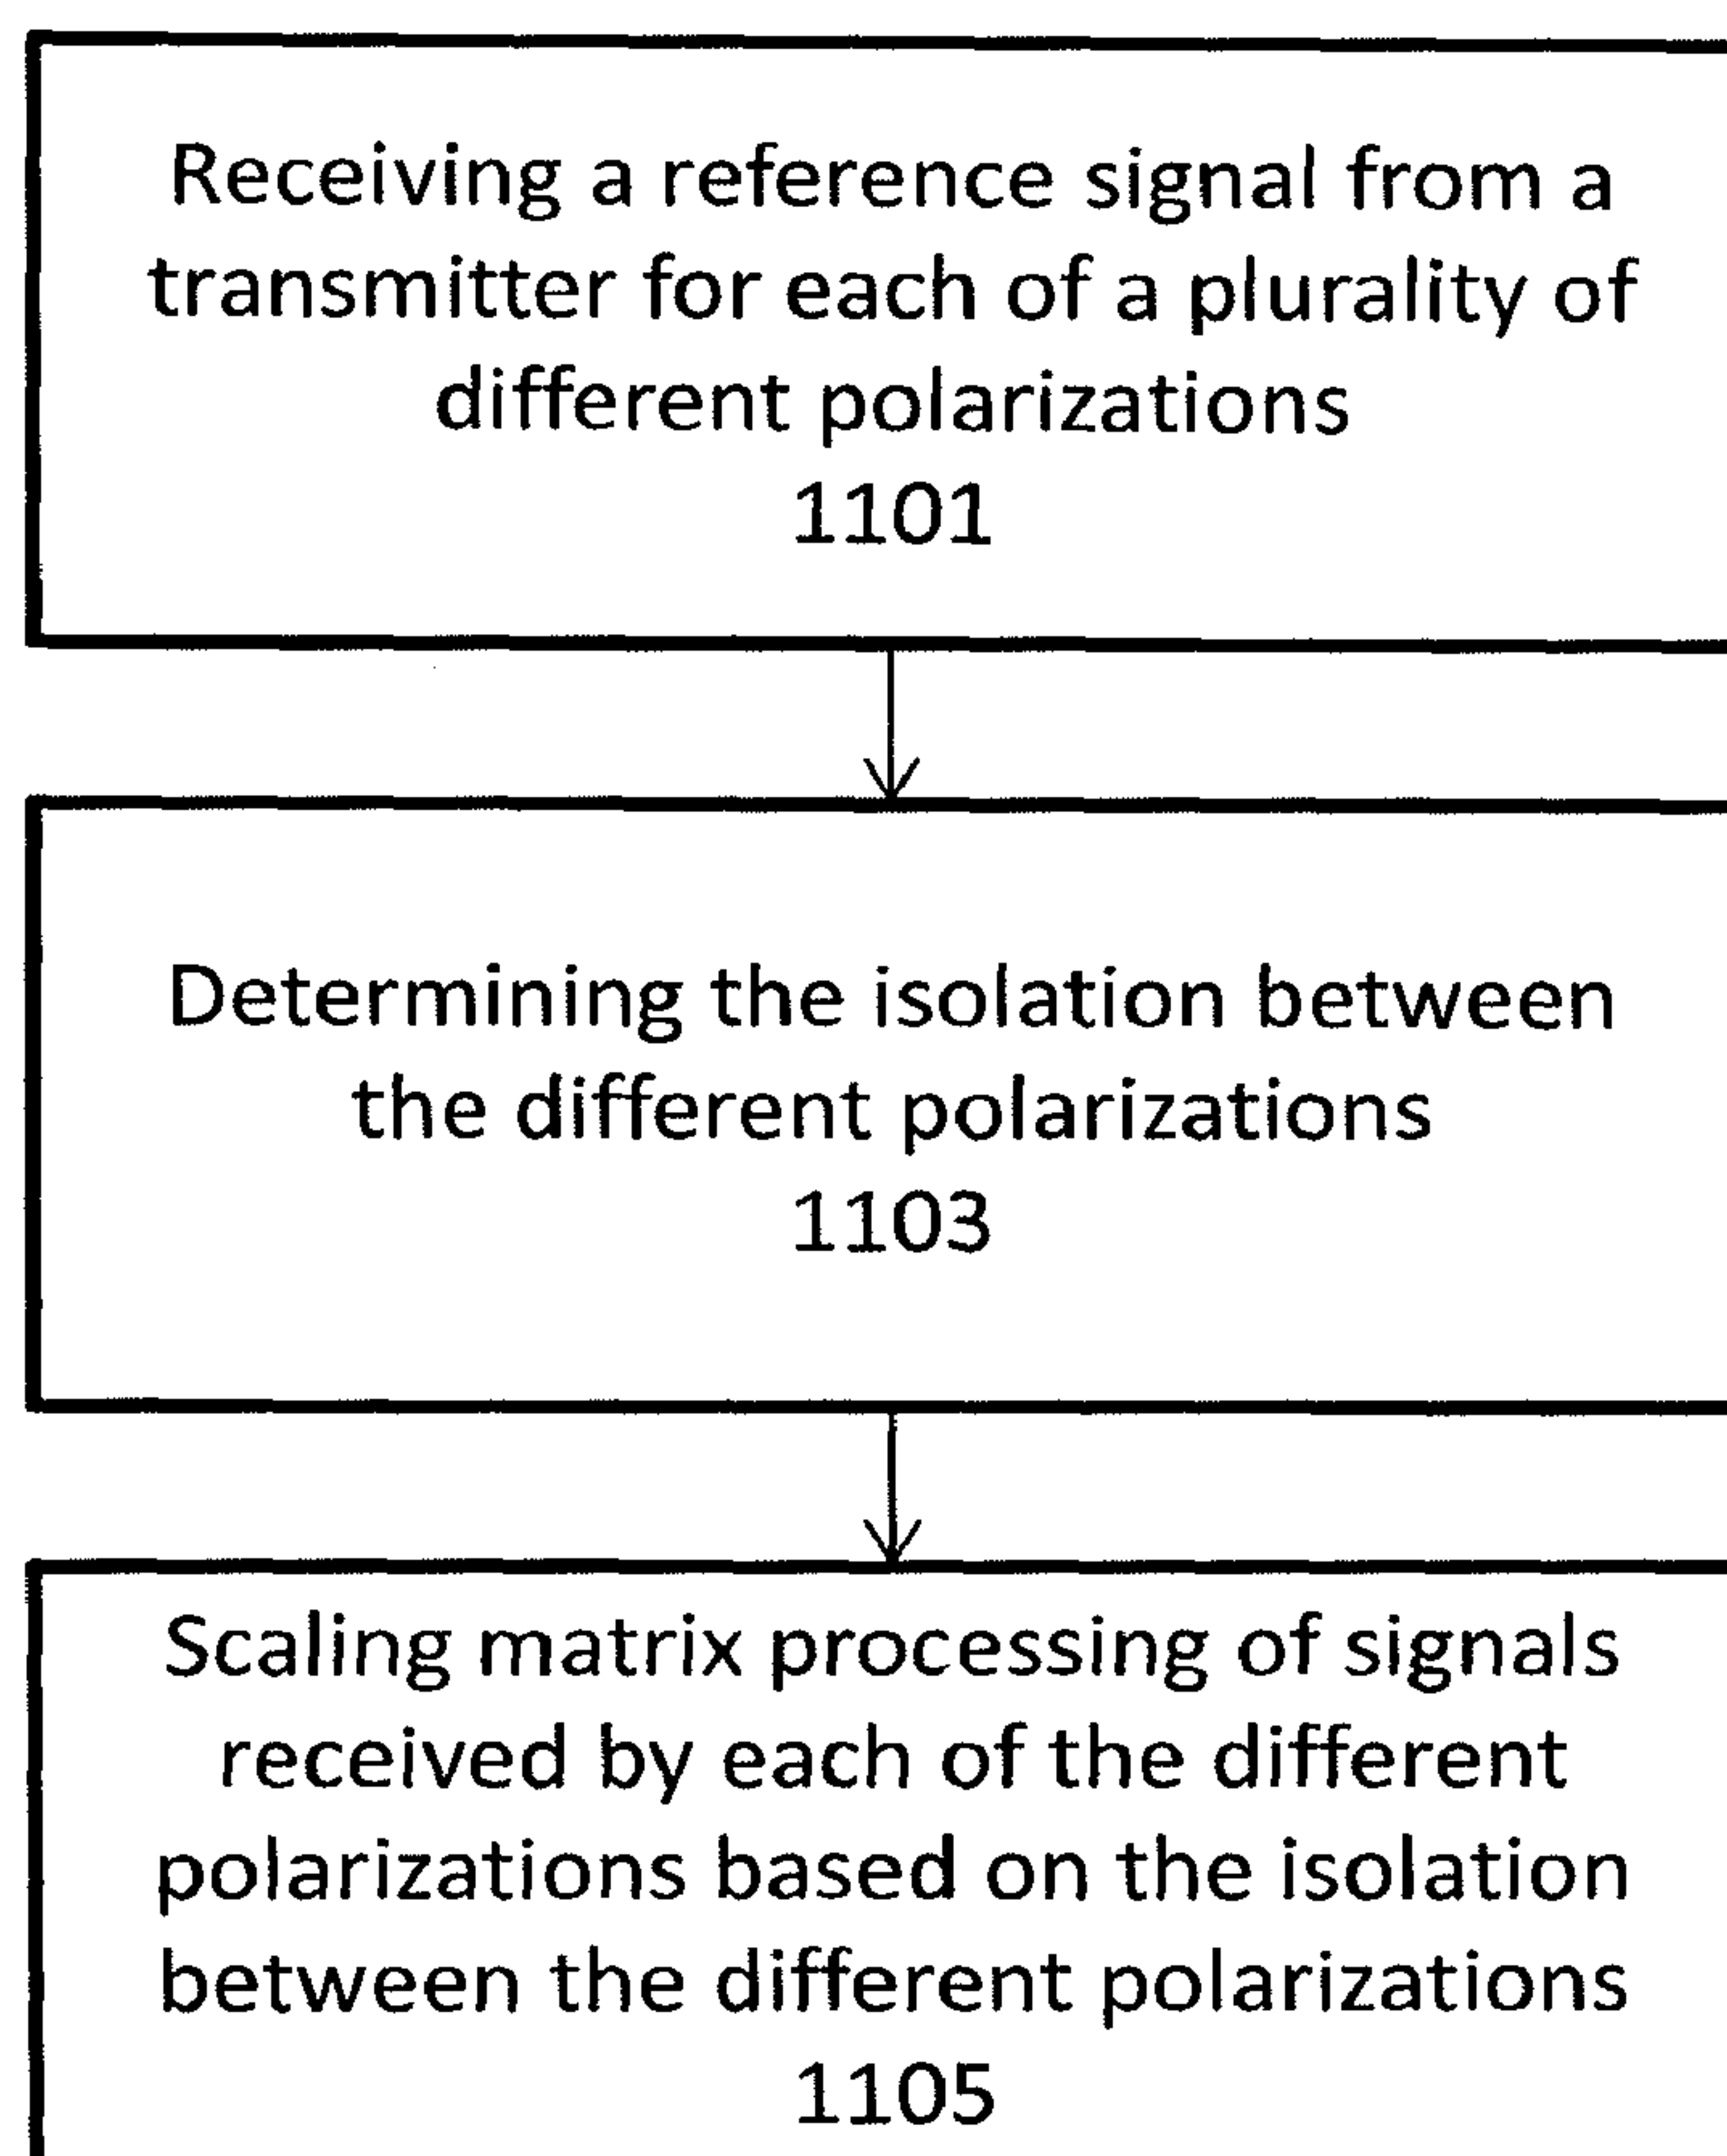 Receiving a reference signal from a
transmitter for each of a plurality of
different polarizations
1101
Determining the isolation between
the different polarizations
1103
Scaling matrix processing of signals
received by each of the different
polarizations based on the isolation
between the different polarizations
1105